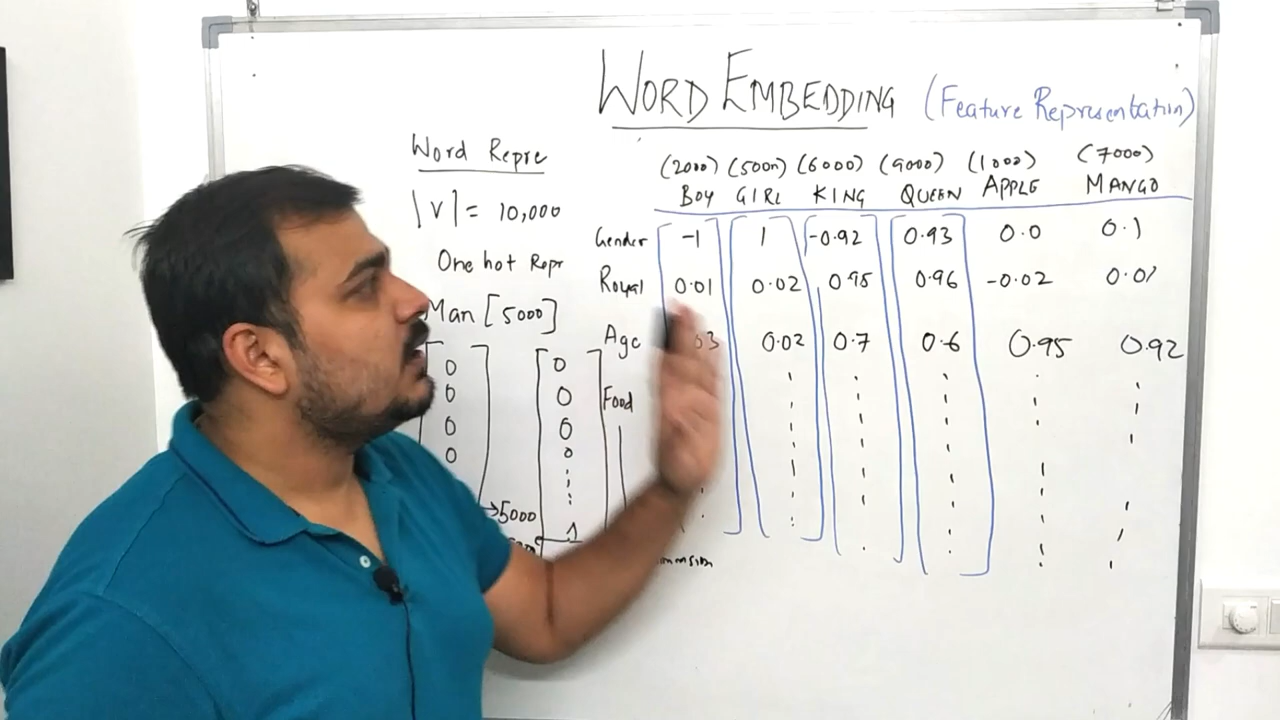 WORD EMBEDDING (Feature Representation)
Word Repre
|V| = 10,000
One hot Repr
Man [5000]
0 0
0 0
0 0
0 0
→5000 1
(2000) (5000) (6000) (9000) (1000) (7000)
BOY GIRL KING QUEEN APPLE MANGO
Gender -1 1 -0.92 0.93 0.0 0.1
Royal 0.01 0.02 0.95 0.96 -0.02 0.01
Age 03 0.02 0.7 0.6 0.95 0.92
Food